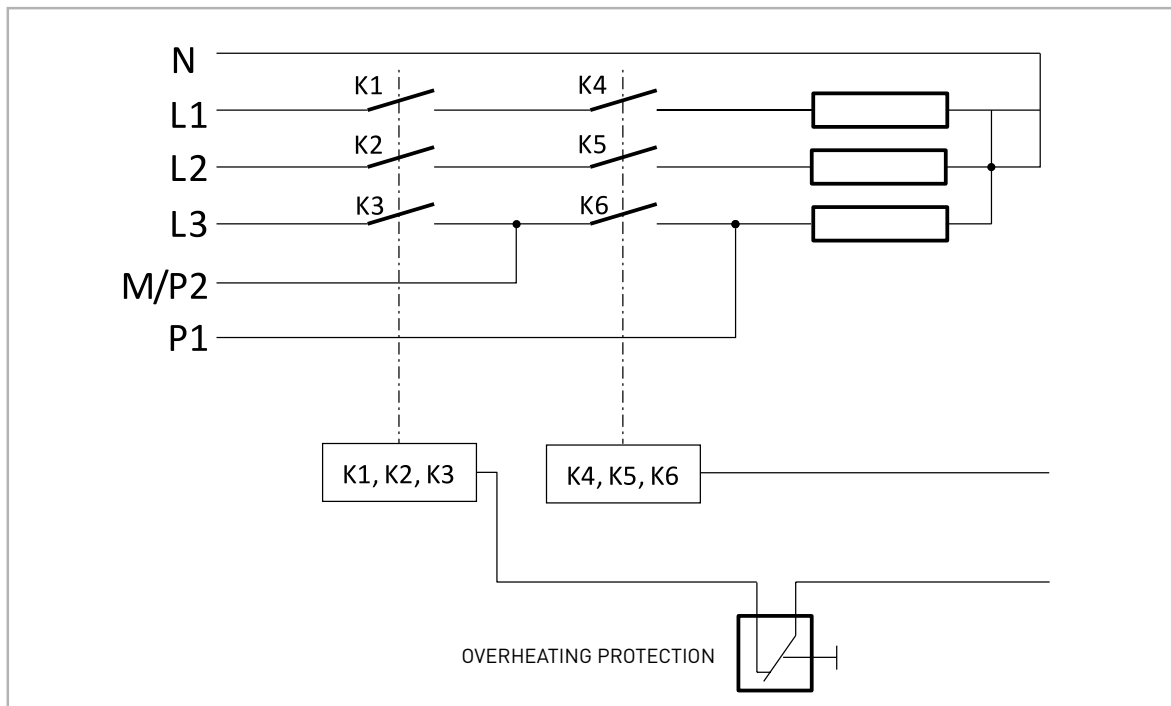 N
K1
K4
L1
K2
K5
L2
K3
K6
L3
M/P2
P1
K1, K2, K3
K4, K5, K6
OVERHEATING PROTECTION